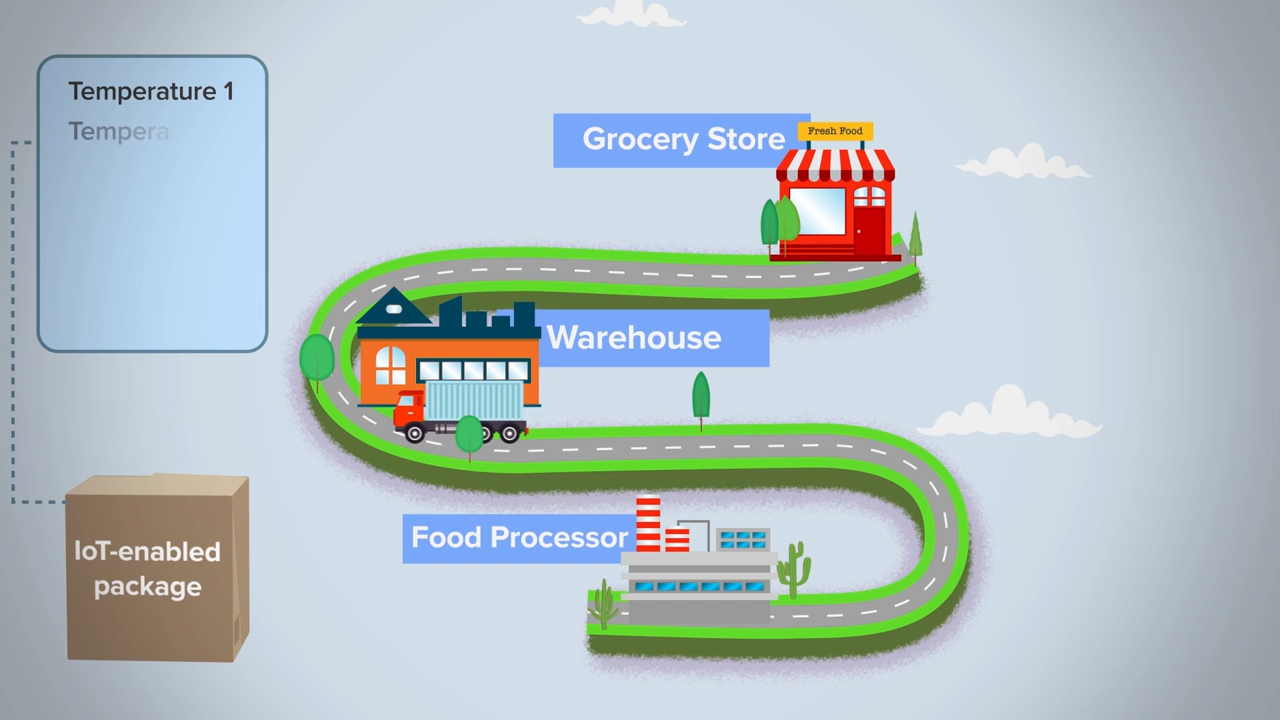 Temperature 1
Tempera
Grocery Store
Fresh Food
Warehouse
Food Processor
IoT-enabled
package